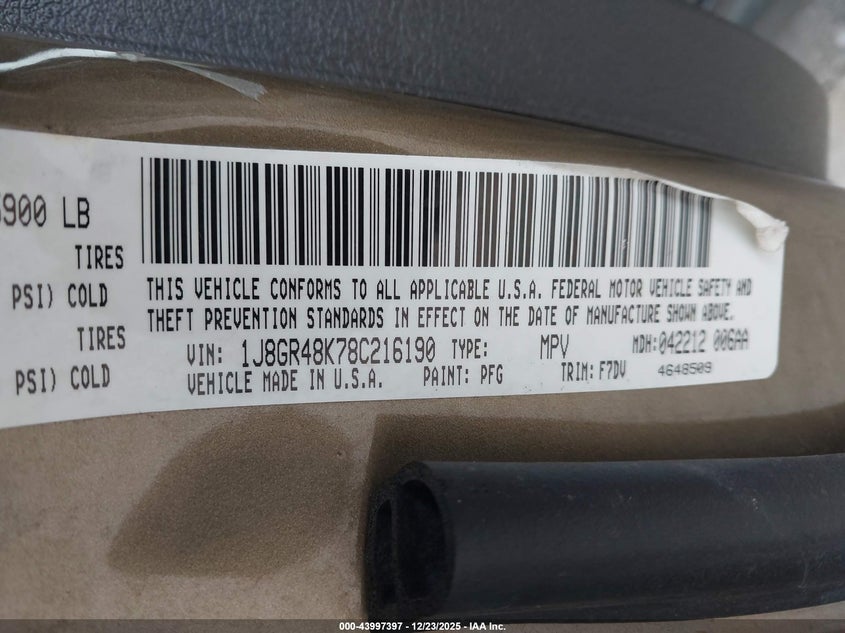 900 LB
TIRES
PSI) COLD
TIRES
PSI) COLD
THIS VEHICLE CONFORMS TO ALL APPLICABLE U.S.A. FEDERAL MOTOR VEHICLE SAFETY AND
THEFT PREVENTION STANDARDS IN EFFECT ON THE DATE OF MANUFACTURE SHOWN ABOVE.
VIN: 1J8GR48K78C216190 TYPE: MPV MDH:042212 006AA
VEHICLE MADE IN U.S.A. PAINT: PFG TRIM: F7DV 4648509
000-43997397 - 12/23/2025 - IAA Inc.